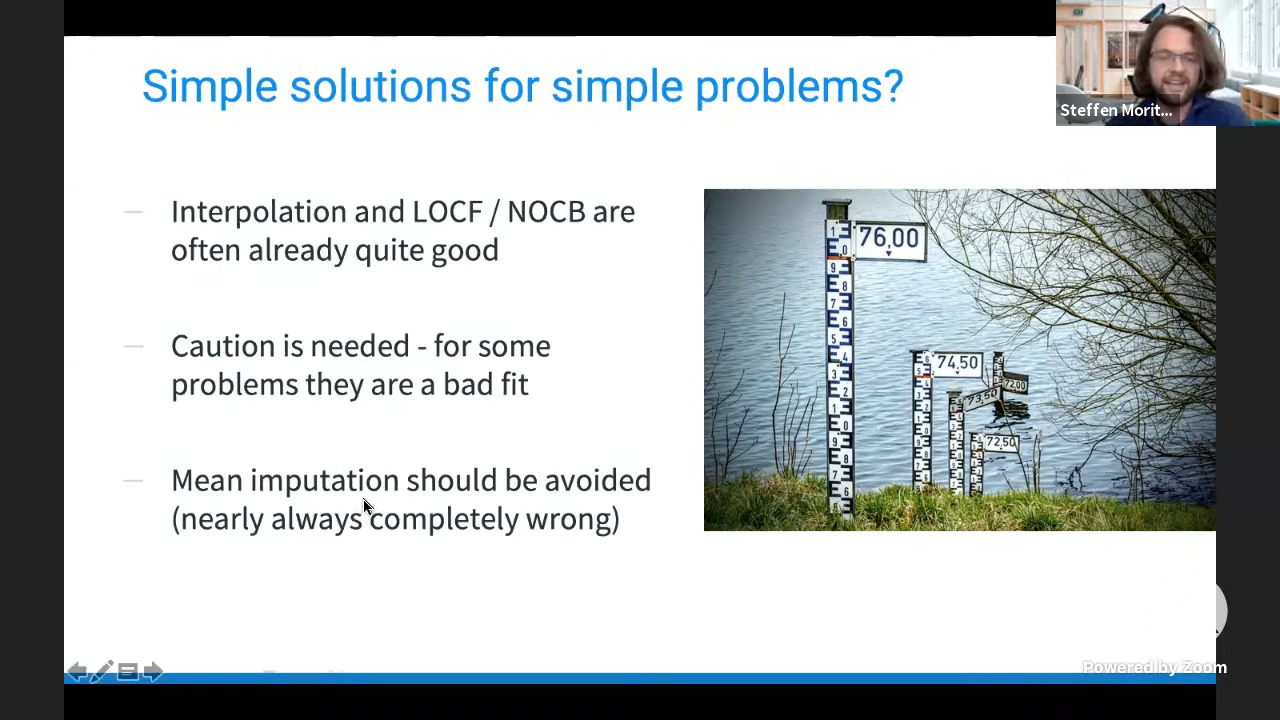 Simple solutions for simple problems?
Steffen Morit...
Interpolation and LOCF / NOCB are
often already quite good
Caution is needed - for some
problems they are a bad fit
Mean imputation should be avoided
(nearly always completely wrong)
76,00
74,50
73,50
72,00
72,50
Powered by Zoom